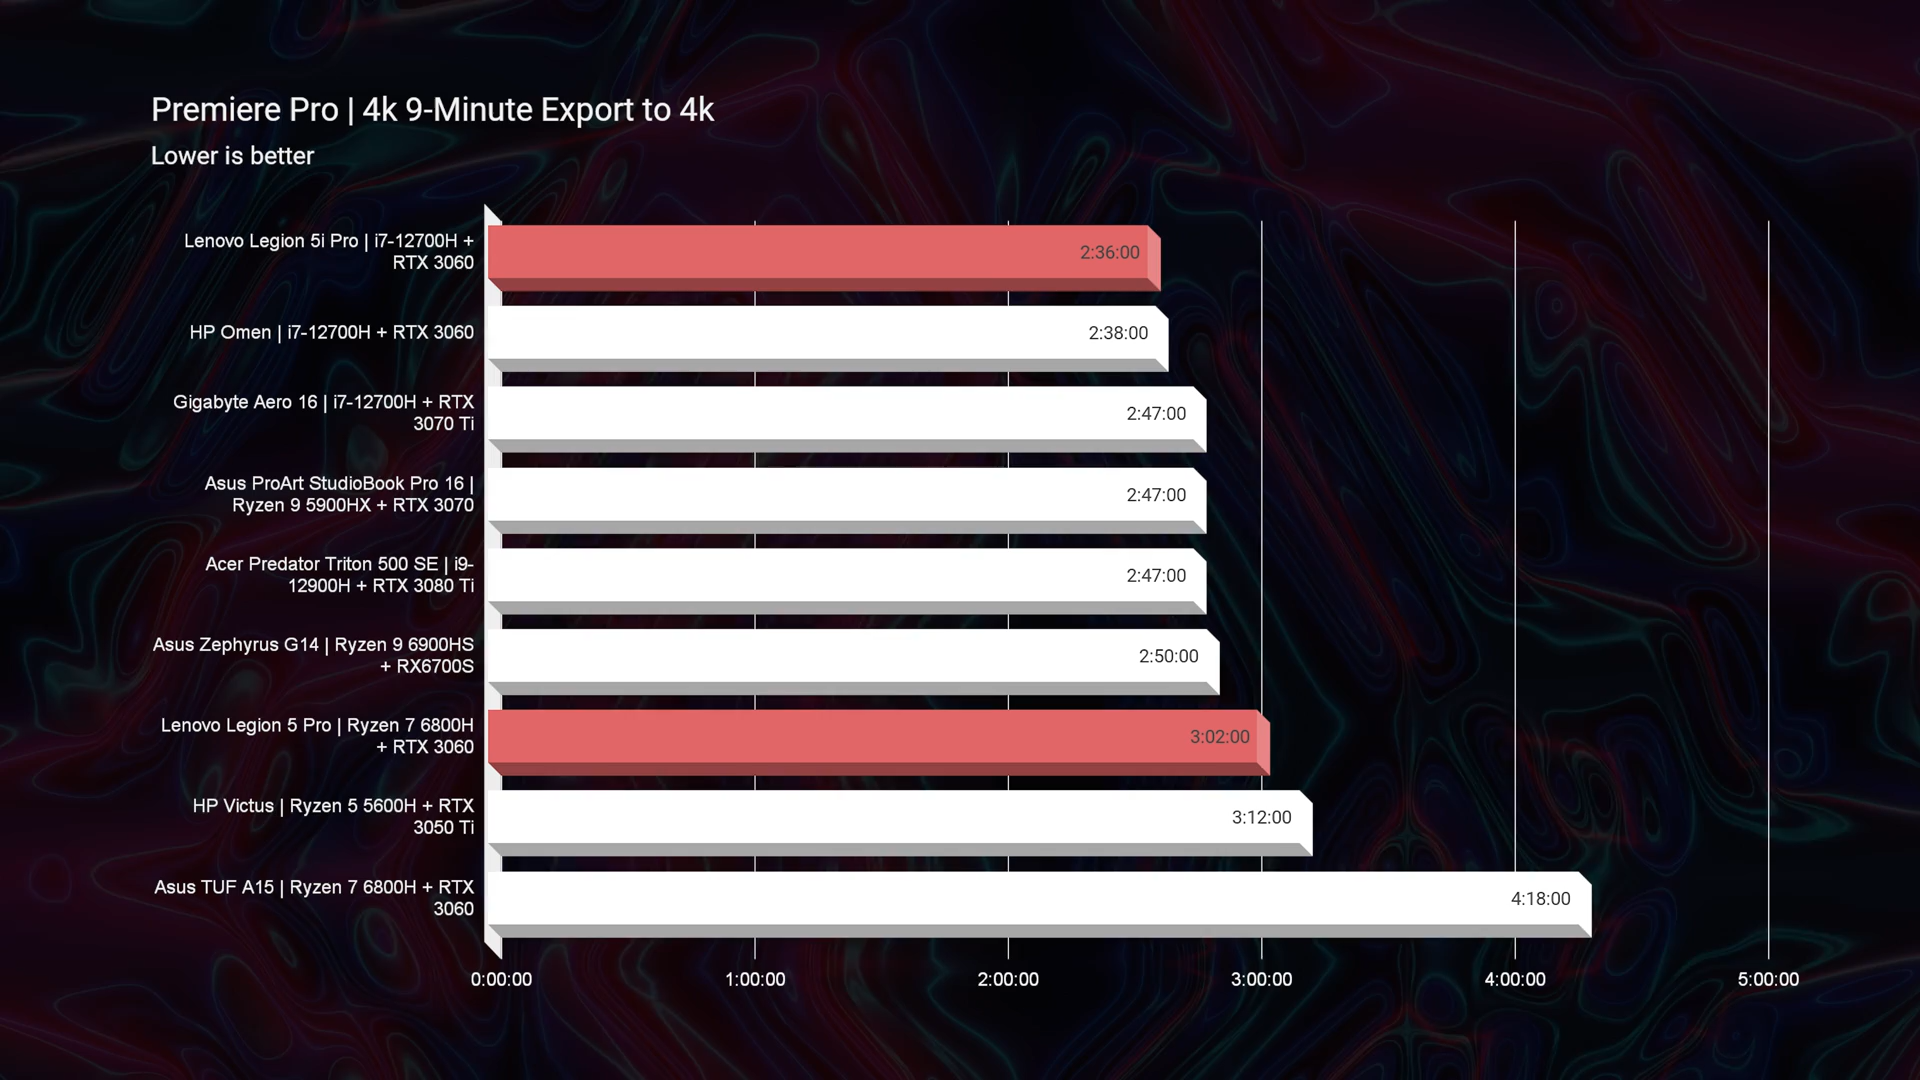 Premiere Pro | 4k 9-Minute Export to 4k
Lower is better
Lenovo Legion 5i Pro | i7-12700H +
RTX 3060
2:36:00
HP Omen | i7-12700H + RTX 3060
2:38:00
Gigabyte Aero 16 | i7-12700H + RTX
3070 Ti
2:47:00
Asus ProArt StudioBook Pro 16 |
Ryzen 9 5900HX + RTX 3070
2:47:00
Acer Predator Triton 500 SE | i9-
12900H + RTX 3080 Ti
2:47:00
Asus Zephyrus G14 | Ryzen 9 6900HS
+ RX6700S
2:50:00
Lenovo Legion 5 Pro | Ryzen 7 6800H
+ RTX 3060
3:02:00
HP Victus | Ryzen 5 5600H + RTX
3050 Ti
3:12:00
Asus TUF A15 | Ryzen 7 6800H + RTX
3060
4:18:00
0:00:00 1:00:00 2:00:00 3:00:00 4:00:00 5:00:00